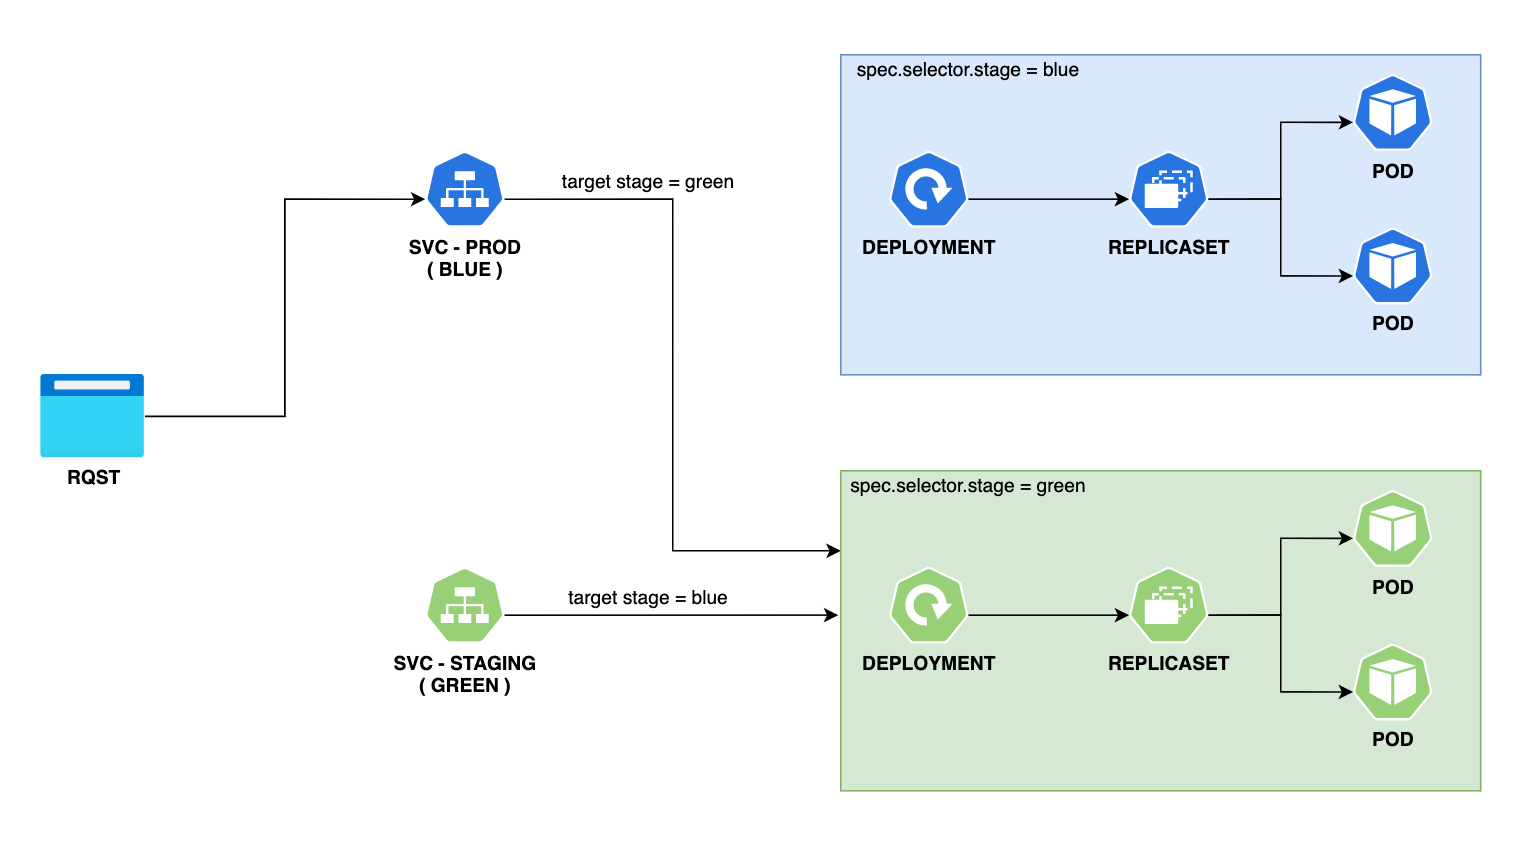 spec.selector.stage = blue
POD
target stage = green
SVC - PROD
( BLUE )
DEPLOYMENT
REPLICASET
POD
RQST
spec.selector.stage = green
POD
target stage = blue
SVC - STAGING
( GREEN )
DEPLOYMENT
REPLICASET
POD